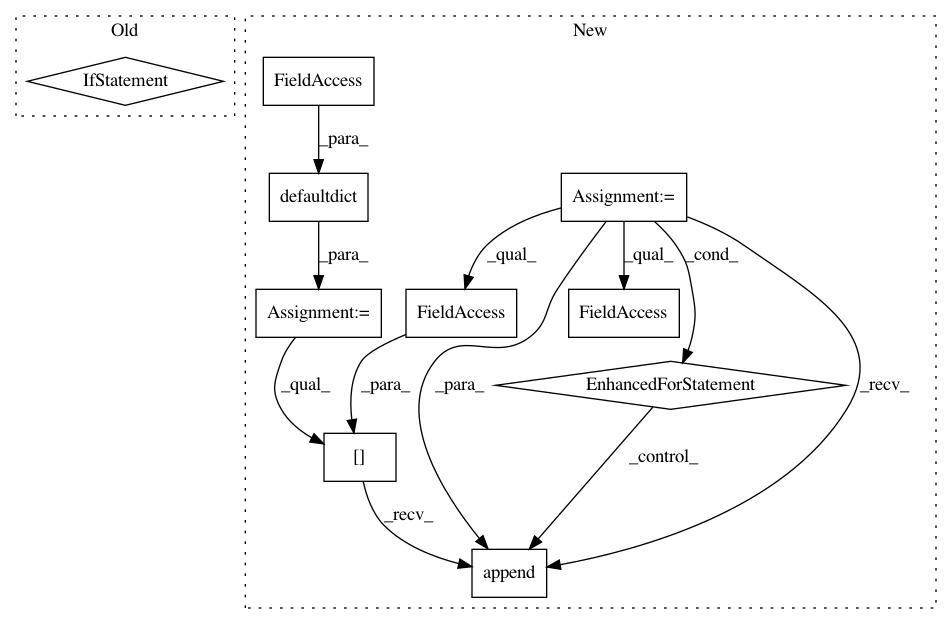 Old
New
IfStatement
FieldAccess
_para_
defaultdict
Assignment:=
_para_
_qual_
_qual_
_cond_
Assignment:=
FieldAccess
FieldAccess
_qual_
_para_
_para_
EnhancedForStatement
_recv_
[]
_control_
_recv_
append